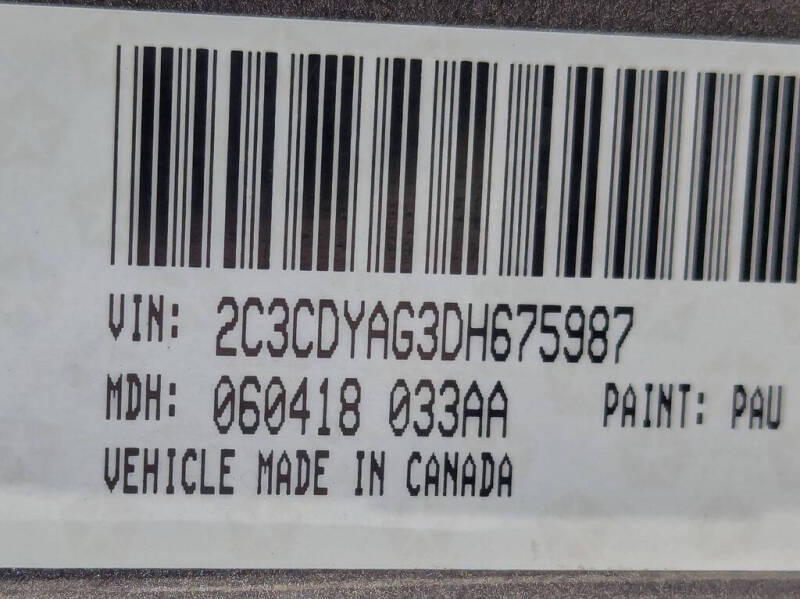 VIN: 2C3CDYAG3DH675987
MDH: 060418 033AA PAINT: PAU
VEHICLE MADE IN CANADA